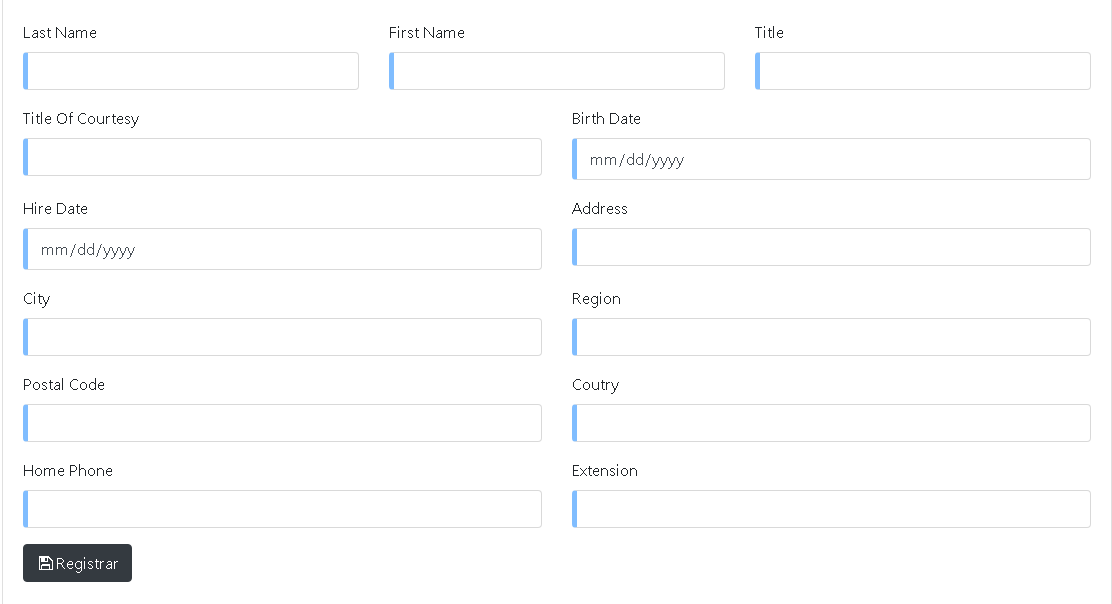 Last Name First Name Title
Title Of Courtesy Birth Date
mm/dd/yyyy
Hire Date Address
mm/dd/yyyy
City Region
Postal Code Coutry
Home Phone Extension
Registrar